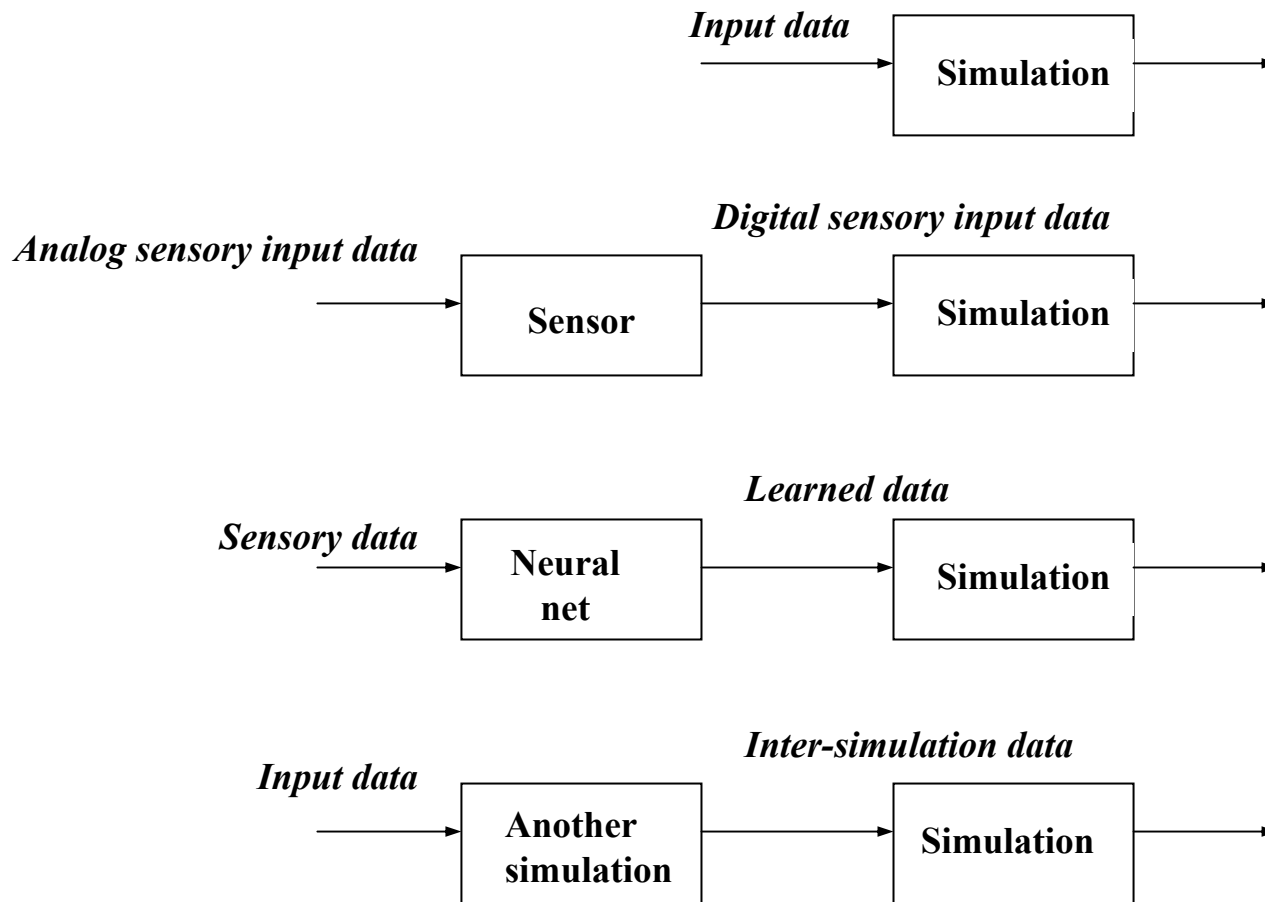 Input data
Simulation
Digital sensory input data
Analog sensory input data
Sensor
Simulation
Learned data
Sensory data
Neural
net
Simulation
Inter-simulation data
Input data
Another
simulation
Simulation